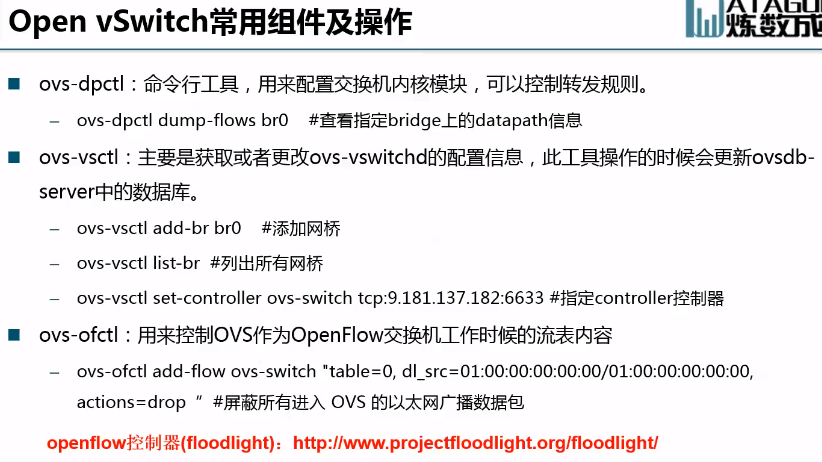 Open vSwitch常用组件及操作
ATAGU
炼数成
ovs-dpctl：命令行工具，用来配置交换机内核模块，可以控制转发规则。
– ovs-dpctl dump-flows br0 #查看指定bridge上的datapath信息
ovs-vsctl：主要是获取或者更改ovs-vswitchd的配置信息，此工具操作的时候会更新ovsdb-
server中的数据库。
– ovs-vsctl add-br br0 #添加网桥
– ovs-vsctl list-br #列出所有网桥
– ovs-vsctl set-controller ovs-switch tcp:9.181.137.182:6633 #指定controller控制器
ovs-ofctl：用来控制OVS作为OpenFlow交换机工作时候的流表内容
– ovs-ofctl add-flow ovs-switch "table=0, dl_src=01:00:00:00:00:00/01:00:00:00:00:00,
actions=drop “ #屏蔽所有进入 OVS 的以太网广播数据包
openflow控制器(floodlight)：http://www.projectfloodlight.org/floodlight/